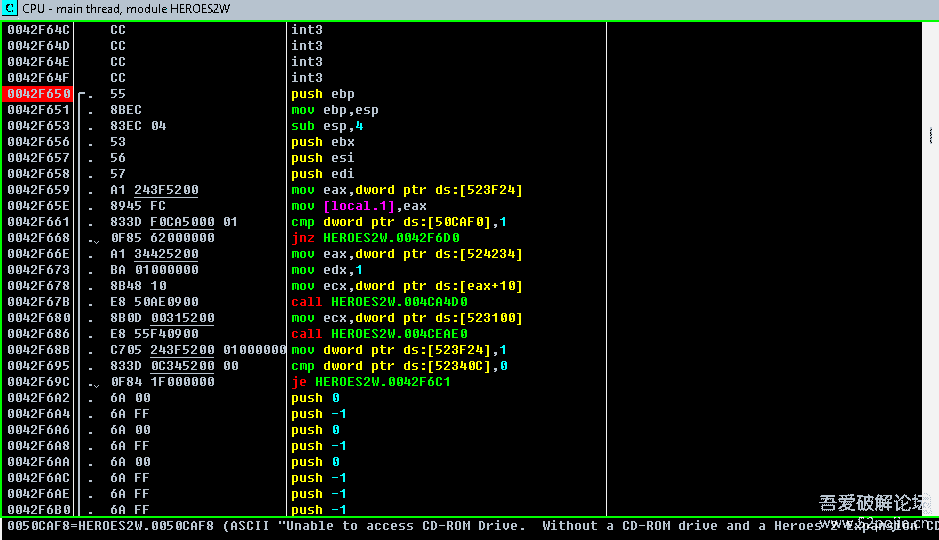 C CPU - main thread, module HEROES2W
0042F64C CC int3
0042F64D CC int3
0042F64E CC int3
0042F64F CC int3
0042F650 . 55 push ebp
0042F651 . 8BEC mov ebp,esp
0042F653 . 83EC 04 sub esp,4
0042F656 . 53 push ebx
0042F657 . 56 push esi
0042F658 . 57 push edi
0042F659 . A1 243F5200 mov eax,dword ptr ds:[523F24]
0042F65E . 8945 FC mov [local.1],eax
0042F661 . 833D F0CA5000 01 cmp dword ptr ds:[50CAF0],1
0042F668 . 0F85 62000000 jnz HEROES2W.0042F6D0
0042F66E . A1 34425200 mov eax,dword ptr ds:[524234]
0042F673 . BA 01000000 mov edx,1
0042F678 . 8B48 10 mov ecx,dword ptr ds:[eax+10]
0042F67B . E8 50AE0900 call HEROES2W.004CA4D0
0042F680 . 8B0D 00315200 mov ecx,dword ptr ds:[523100]
0042F686 . E8 55F40900 call HEROES2W.004CEAE0
0042F68B . C705 243F5200 01000000 mov dword ptr ds:[523F24],1
0042F695 . 833D 0C345200 00 cmp dword ptr ds:[52340C],0
0042F69C . 0F84 1F000000 je HEROES2W.0042F6C1
0042F6A2 . 6A 00 push 0
0042F6A4 . 6A FF push -1
0042F6A6 . 6A 00 push 0
0042F6A8 . 6A FF push -1
0042F6AA . 6A 00 push 0
0042F6AC . 6A FF push -1
0042F6AE . 6A FF push -1
0042F6B0 . 6A FF push -1
吾爱破解论坛
0050CAF8=HEROES2W.0050CAF8 (ASCII "Unable to access CD-ROM Drive.  Without a CD-ROM drive and a Heroes 2 Expansion CD
www.52pojie.cn